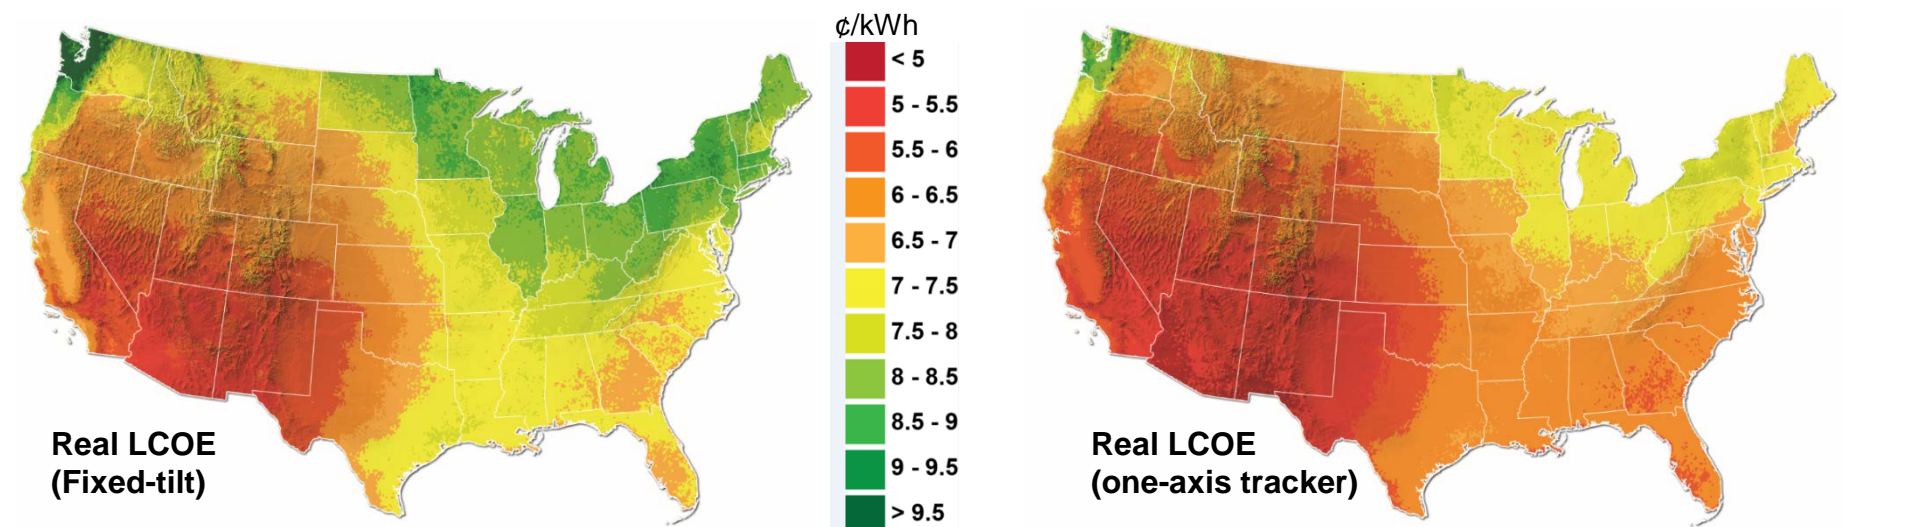 ¢/kWh
< 5
5 - 5.5
5.5 - 6
6 - 6.5
6.5 - 7
7 - 7.5
7.5 - 8
8 - 8.5
8.5 - 9
9 - 9.5
> 9.5
Real LCOE
(Fixed-tilt)
Real LCOE
(one-axis tracker)